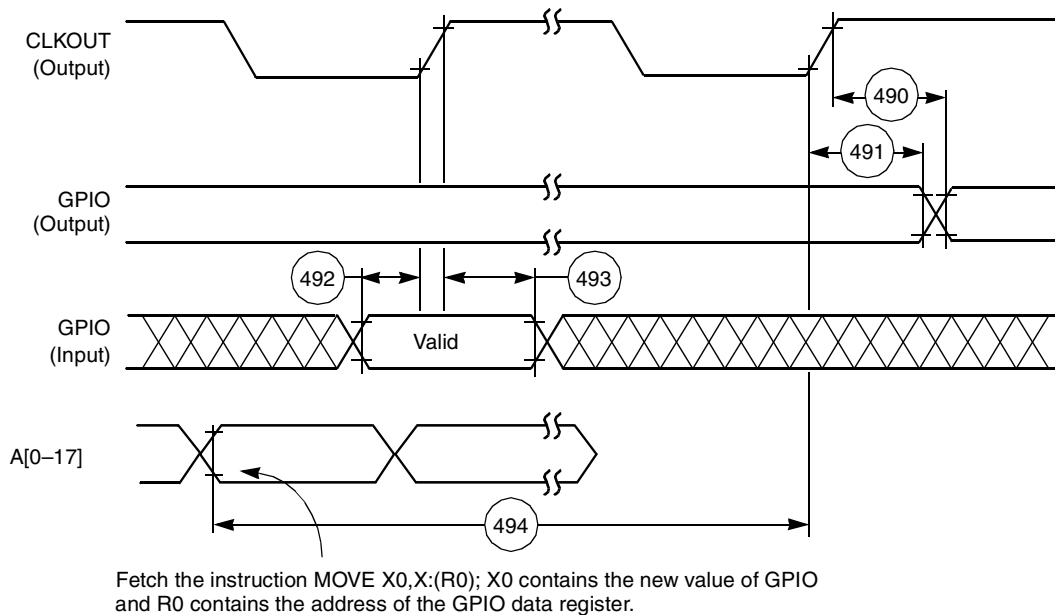 CLKOUT
(Output)
490
491
GPIO
(Output)
492
493
GPIO
(Input)
Valid
A[0–17]
494
Fetch the instruction MOVE X0,X:(R0); X0 contains the new value of GPIO
and R0 contains the address of the GPIO data register.